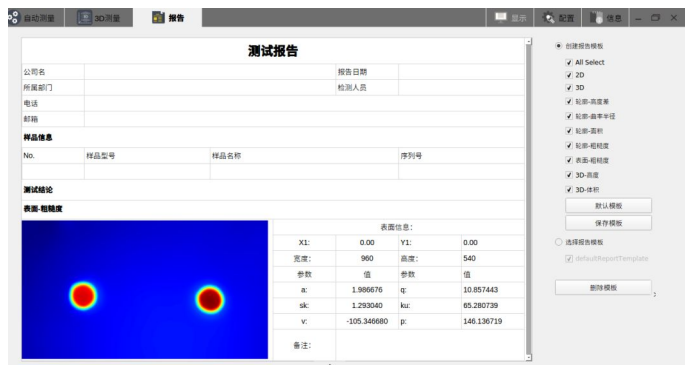 自动测量 3D测量 报告 显示 配置 信息
测试报告
公司名 报告日期
所属部门 检测人员
电话
邮箱
样品信息
No. 样品型号 样品名称 序列号
测试结论
表面-粗糙度
表面信息:
X1: 0.00 Y1: 0.00
宽度: 960 高度: 540
参数 值 参数 值
a: 1.986676 q: 10.857443
sk: 1.293040 ku: 65.280739
v: -105.346680 p: 146.136719
备注:
创建报告模板
All Select
2D
3D
轮廓-高度差
轮廓-曲率半径
轮廓-面积
轮廓-粗糙度
表面-粗糙度
3D-高度
3D-体积
默认模板
保存模板
选择报告模板
defaultReportTemplate
删除模板